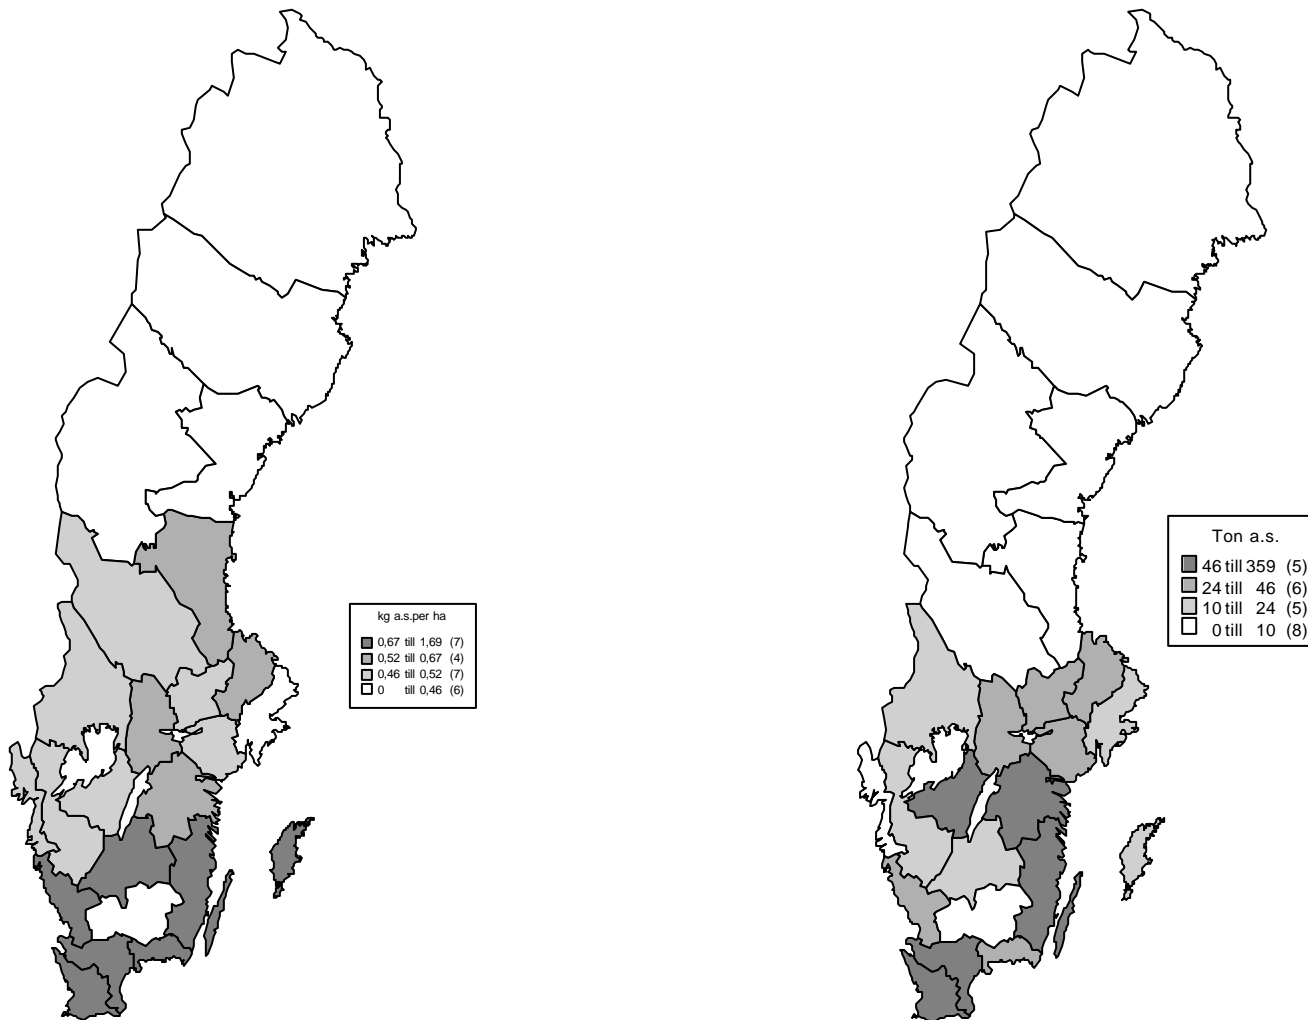 kg a.s.per ha
0,67 till 1,69 (7)
0,52 till 0,67 (4)
0,46 till 0,52 (7)
0 till 0,46 (6)
Ton a.s.
46 till 359 (5)
24 till 46 (6)
10 till 24 (5)
0 till 10 (8)